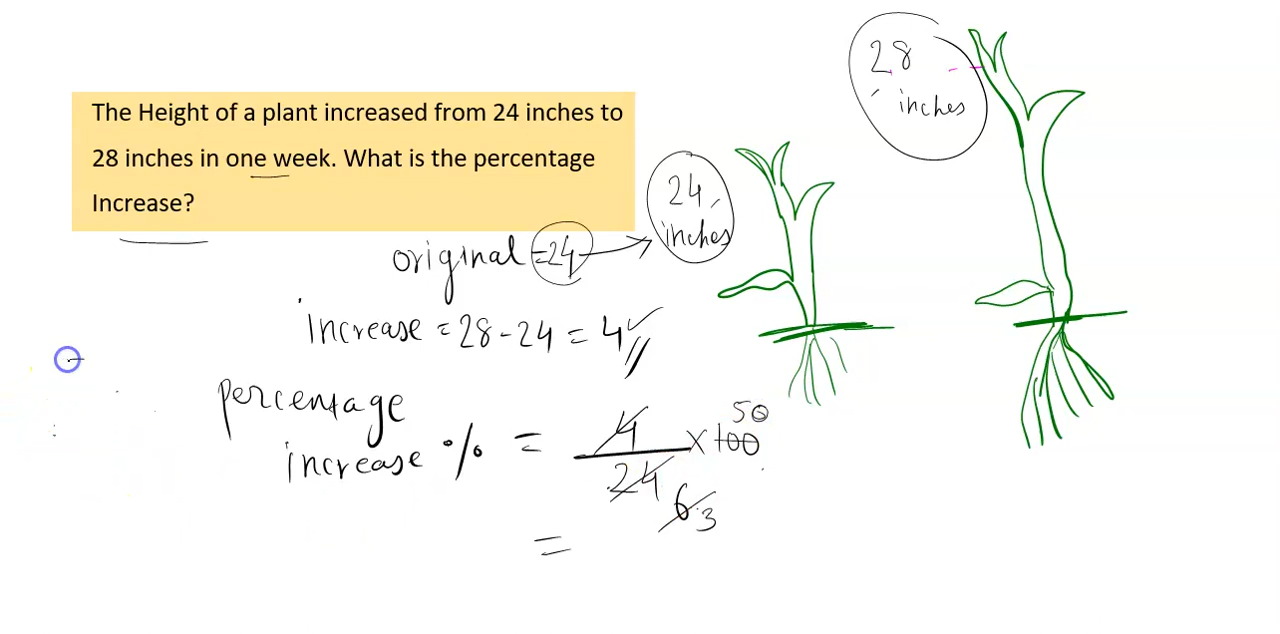 The Height of a plant increased from 24 inches to
28 inches in one week. What is the percentage
Increase?
28
inches
24
inches
original = 24
increase = 28 - 24 = 4
percentage
increase % = 4/24 x 100
50
6 3
=